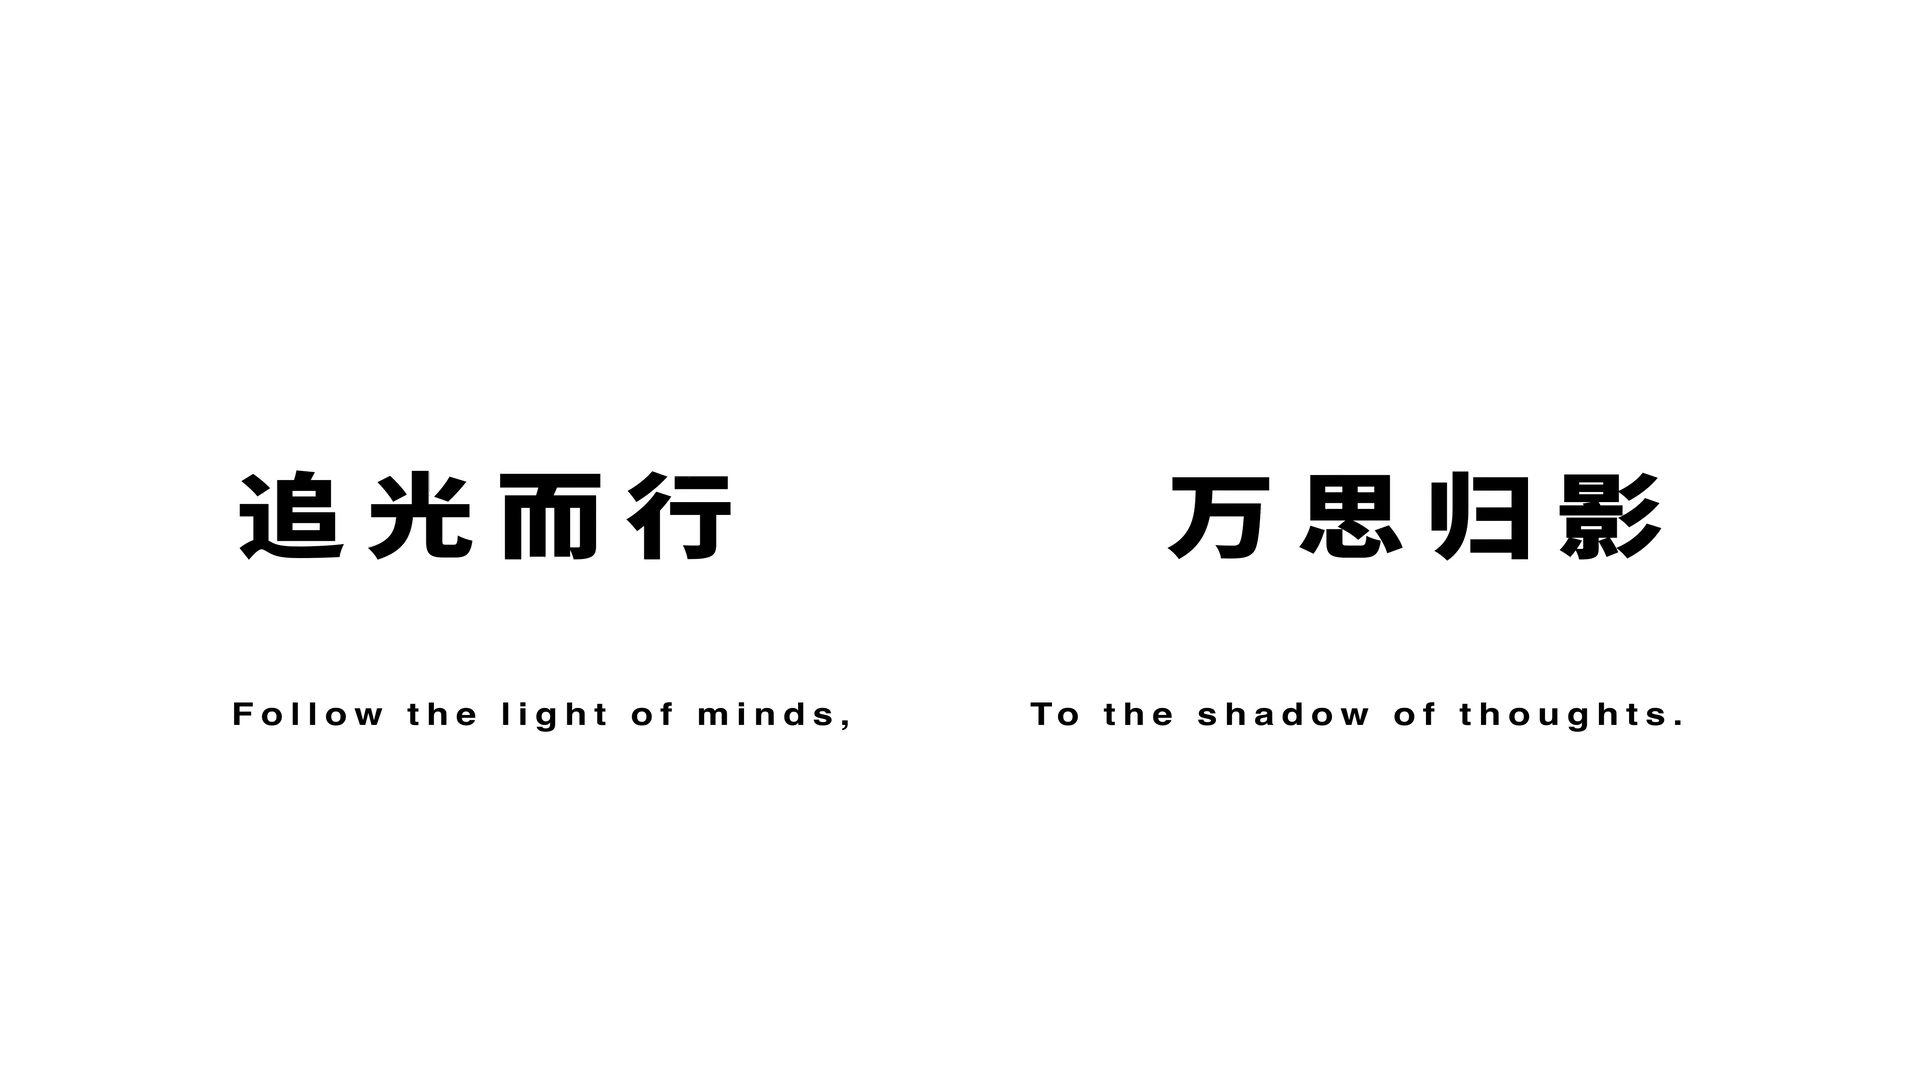 追光而行 万思归影
Follow the light of minds, To the shadow of thoughts.